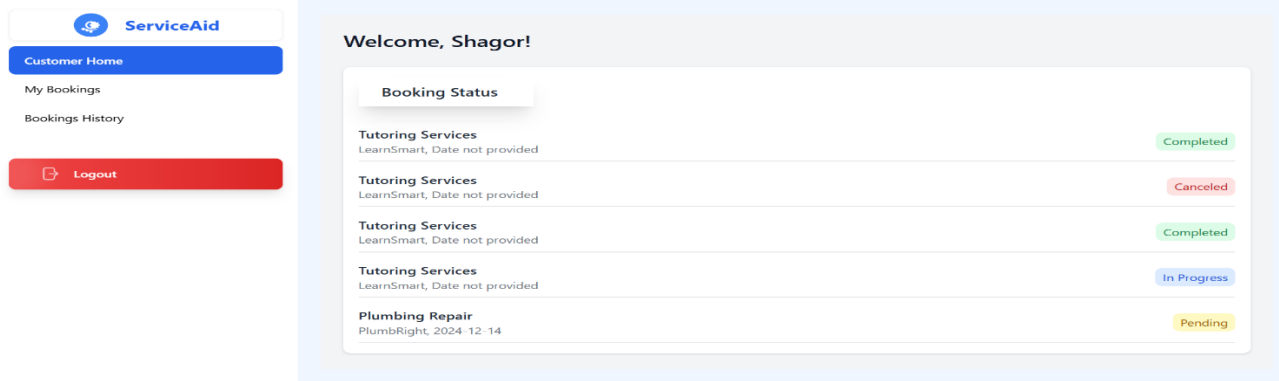 ServiceAid
Customer Home
My Bookings
Bookings History
Logout
Welcome, Shagor!
Booking Status
Tutoring Services
LearnSmart, Date not provided
Completed
Tutoring Services
LearnSmart, Date not provided
Canceled
Tutoring Services
LearnSmart, Date not provided
Completed
Tutoring Services
LearnSmart, Date not provided
In Progress
Plumbing Repair
PlumbRight, 2024-12-14
Pending